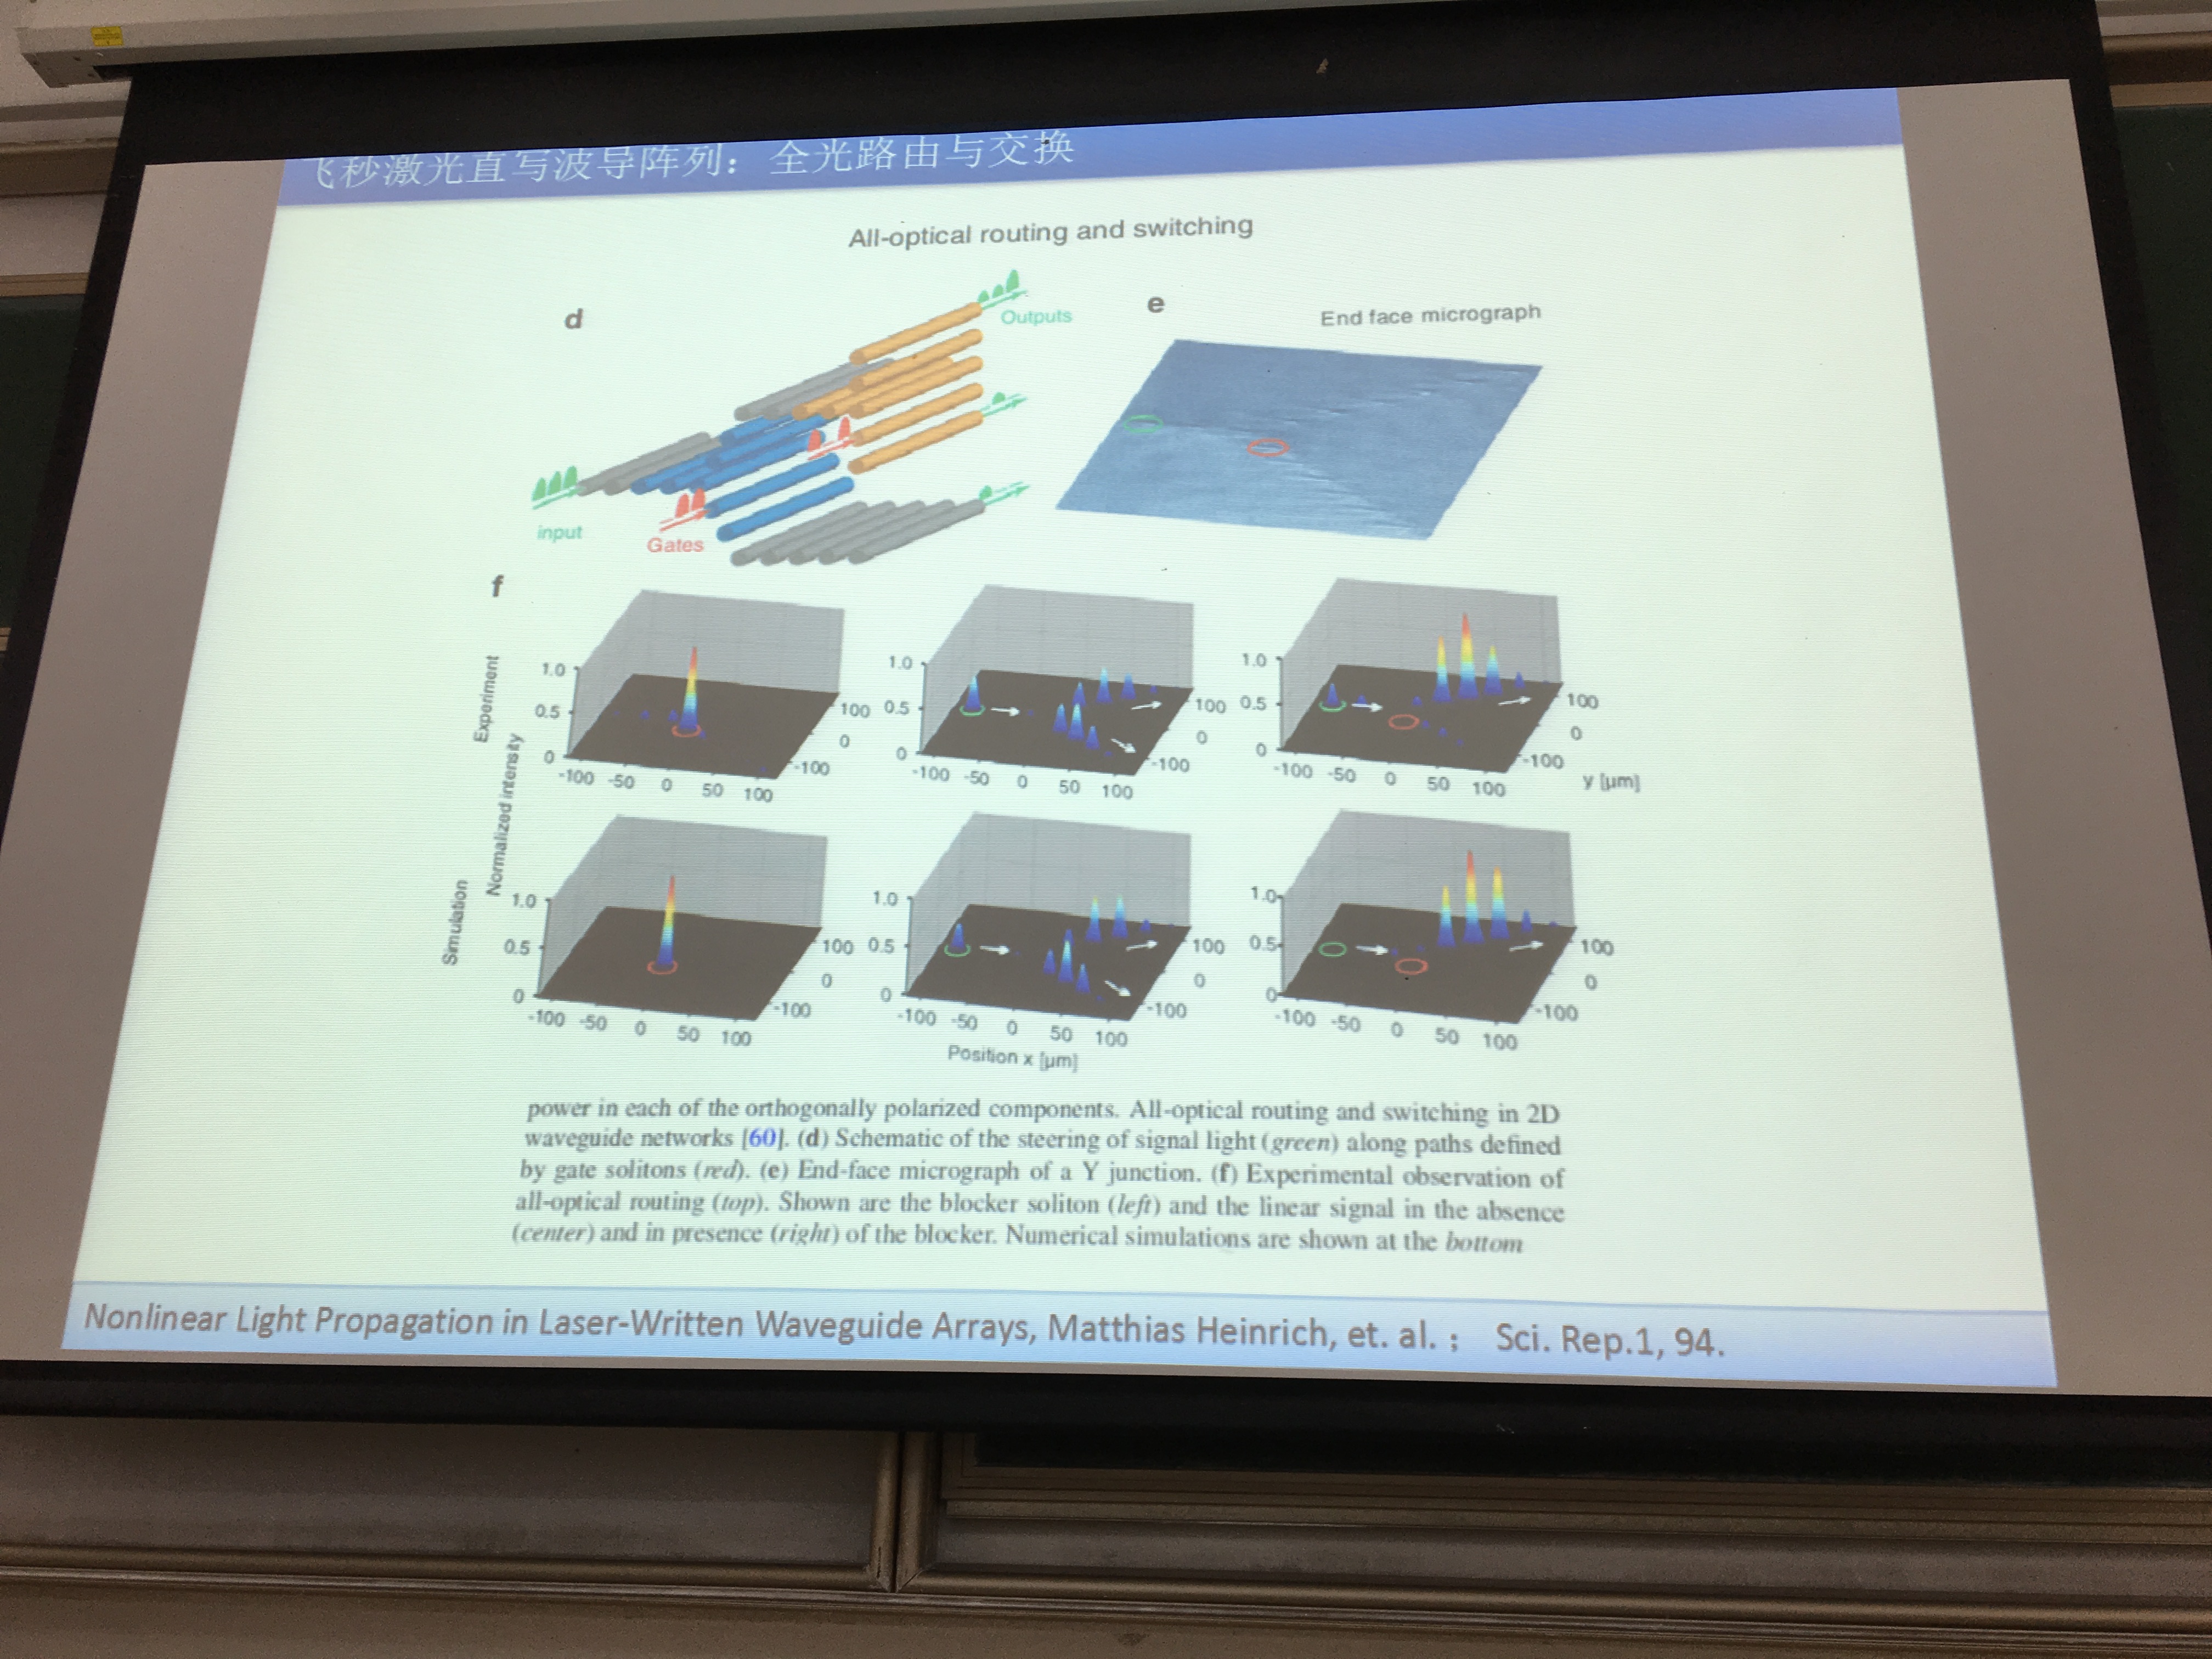 飞秒激光直写波导阵列：全光路由与交换
All-optical routing and switching
d
Outputs
input
Gates
e
End face micrograph
f
Experiment
Simulation
Normalized intensity
1.0
0.5
0
-100 -50 0 50 100
-100
0
100
1.0
0.5
0
-100 -50 0 50 100
-100
0
100
1.0
0.5
0
-100 -50 0 50 100
-100
0
100
y [µm]
1.0
0.5
0
-100 -50 0 50 100
-100
0
100
1.0
0.5
0
-100 -50 0 50 100
-100
0
100
Position x [µm]
1.0
0.5
0
-100 -50 0 50 100
-100
0
100
power in each of the orthogonally polarized components. All-optical routing and switching in 2D
waveguide networks [60]. (d) Schematic of the steering of signal light (green) along paths defined
by gate solitons (red). (e) End-face micrograph of a Y junction. (f) Experimental observation of
all-optical routing (top). Shown are the blocker soliton (left) and the linear signal in the absence
(center) and in presence (right) of the blocker. Numerical simulations are shown at the bottom
Nonlinear Light Propagation in Laser-Written Waveguide Arrays, Matthias Heinrich, et. al. ； Sci. Rep.1, 94.